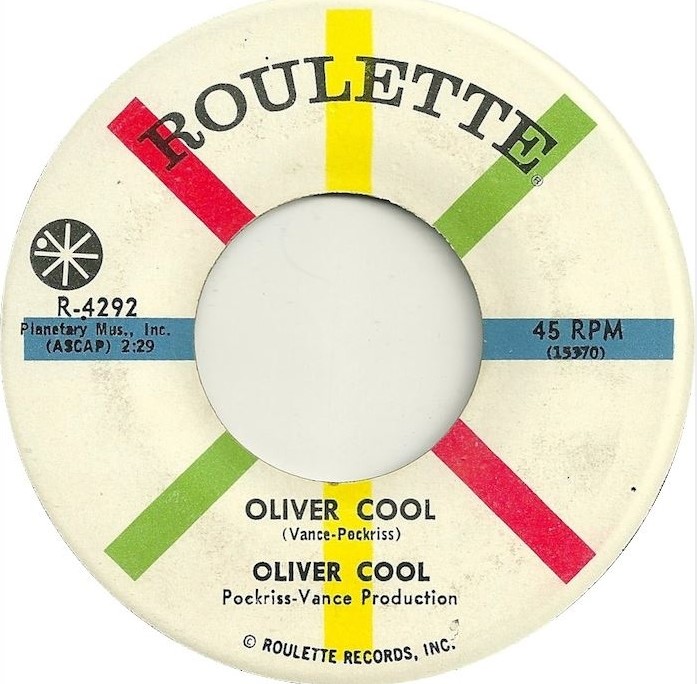 ROULETTE®
R-4292
Planetary Mus., Inc.
(ASCAP) 2:29
45 RPM
(15370)
OLIVER COOL
(Vance-Pockriss)
OLIVER COOL
Pockriss-Vance Production
© ROULETTE RECORDS, INC.